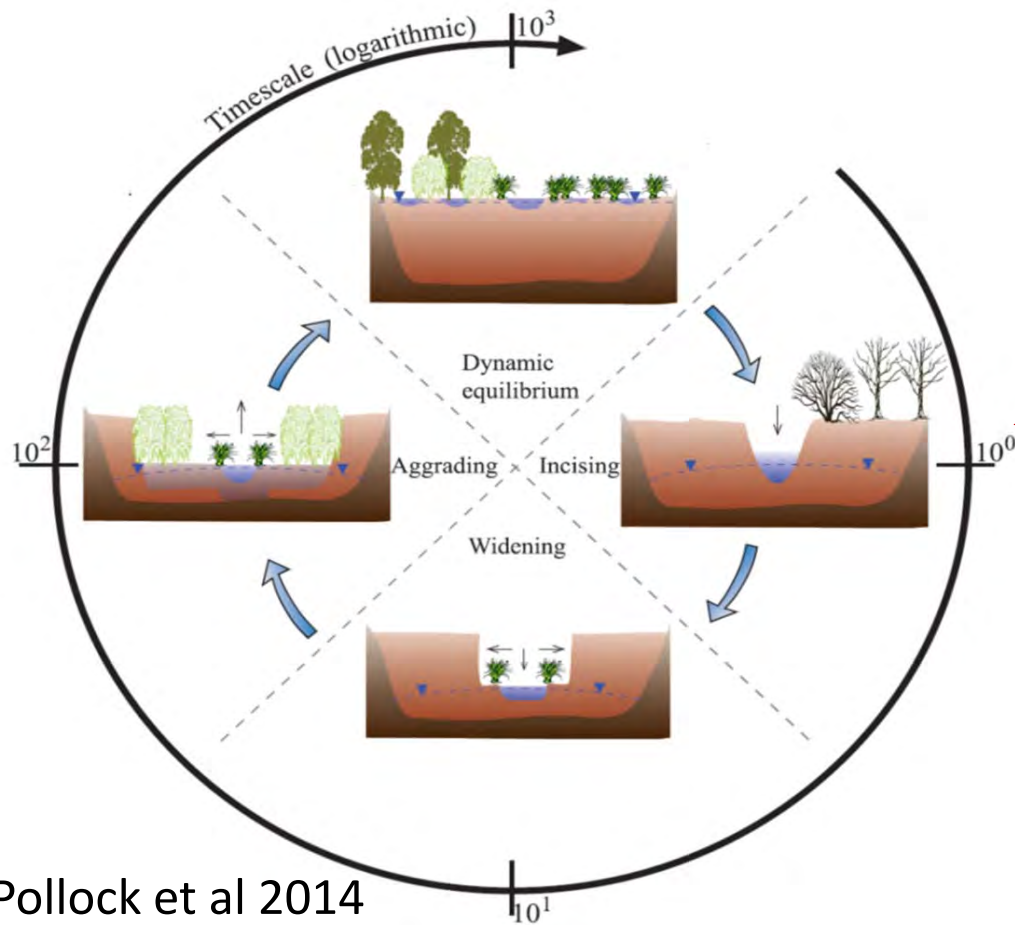 Timescale (logarithmic)
10³
Dynamic
equilibrium
10²
Aggrading
Incising
10⁰
Widening
Pollock et al 2014
10¹